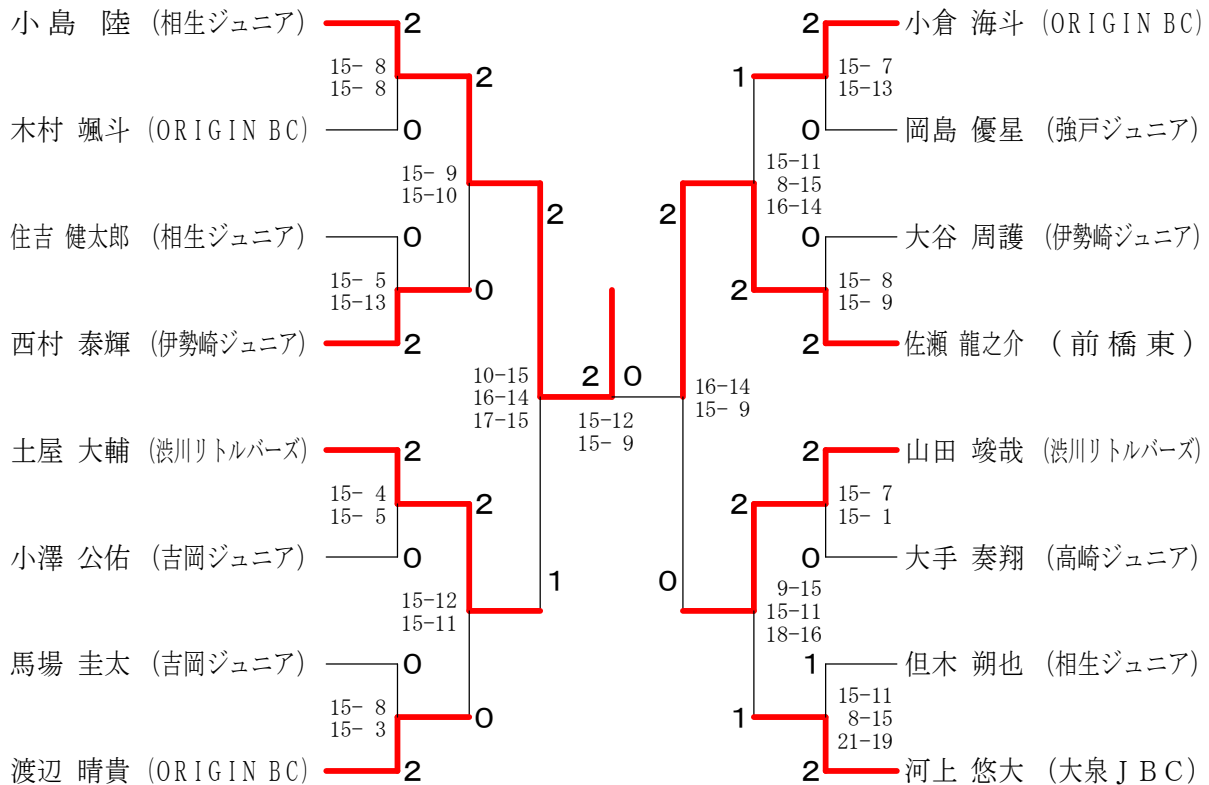 小島 陸 (相生ジュニア) 2
15- 8
15- 8
2
木村 颯斗 (ORIGIN BC) 0
15- 9
15-10
2
住吉 健太郎 (相生ジュニア) 0
15- 5
15-13
0
西村 泰輝 (伊勢崎ジュニア) 2
10-15
16-14
17-15
土屋 大輔 (渋川リトルバーズ) 2
15- 4
15- 5
2
小澤 公佑 (吉岡ジュニア) 0
15-12
15-11
1
馬場 圭太 (吉岡ジュニア) 0
15- 8
15- 3
0
渡辺 晴貴 (ORIGIN BC) 2
2 0
15-12
15- 9
2 小倉 海斗 (ORIGIN BC)
1
15- 7
15-13
0 岡島 優星 (強戸ジュニア)
2
15-11
8-15
16-14
0 大谷 周護 (伊勢崎ジュニア)
2
15- 8
15- 9
2 佐瀬 龍之介 (前橋東)
16-14
15- 9
2 山田 竣哉 (渋川リトルバーズ)
2
15- 7
15- 1
0 大手 奏翔 (高崎ジュニア)
0
9-15
15-11
18-16
1 但木 朔也 (相生ジュニア)
1
15-11
8-15
21-19
2 河上 悠大 (大泉JBC)